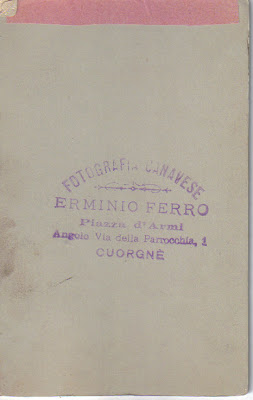 FOTOGRAFIA CANAVESE
ERMINIO FERRO
Piazza d'Armi
Angolo Via della Parrocchia, 1
CUORGNÈ